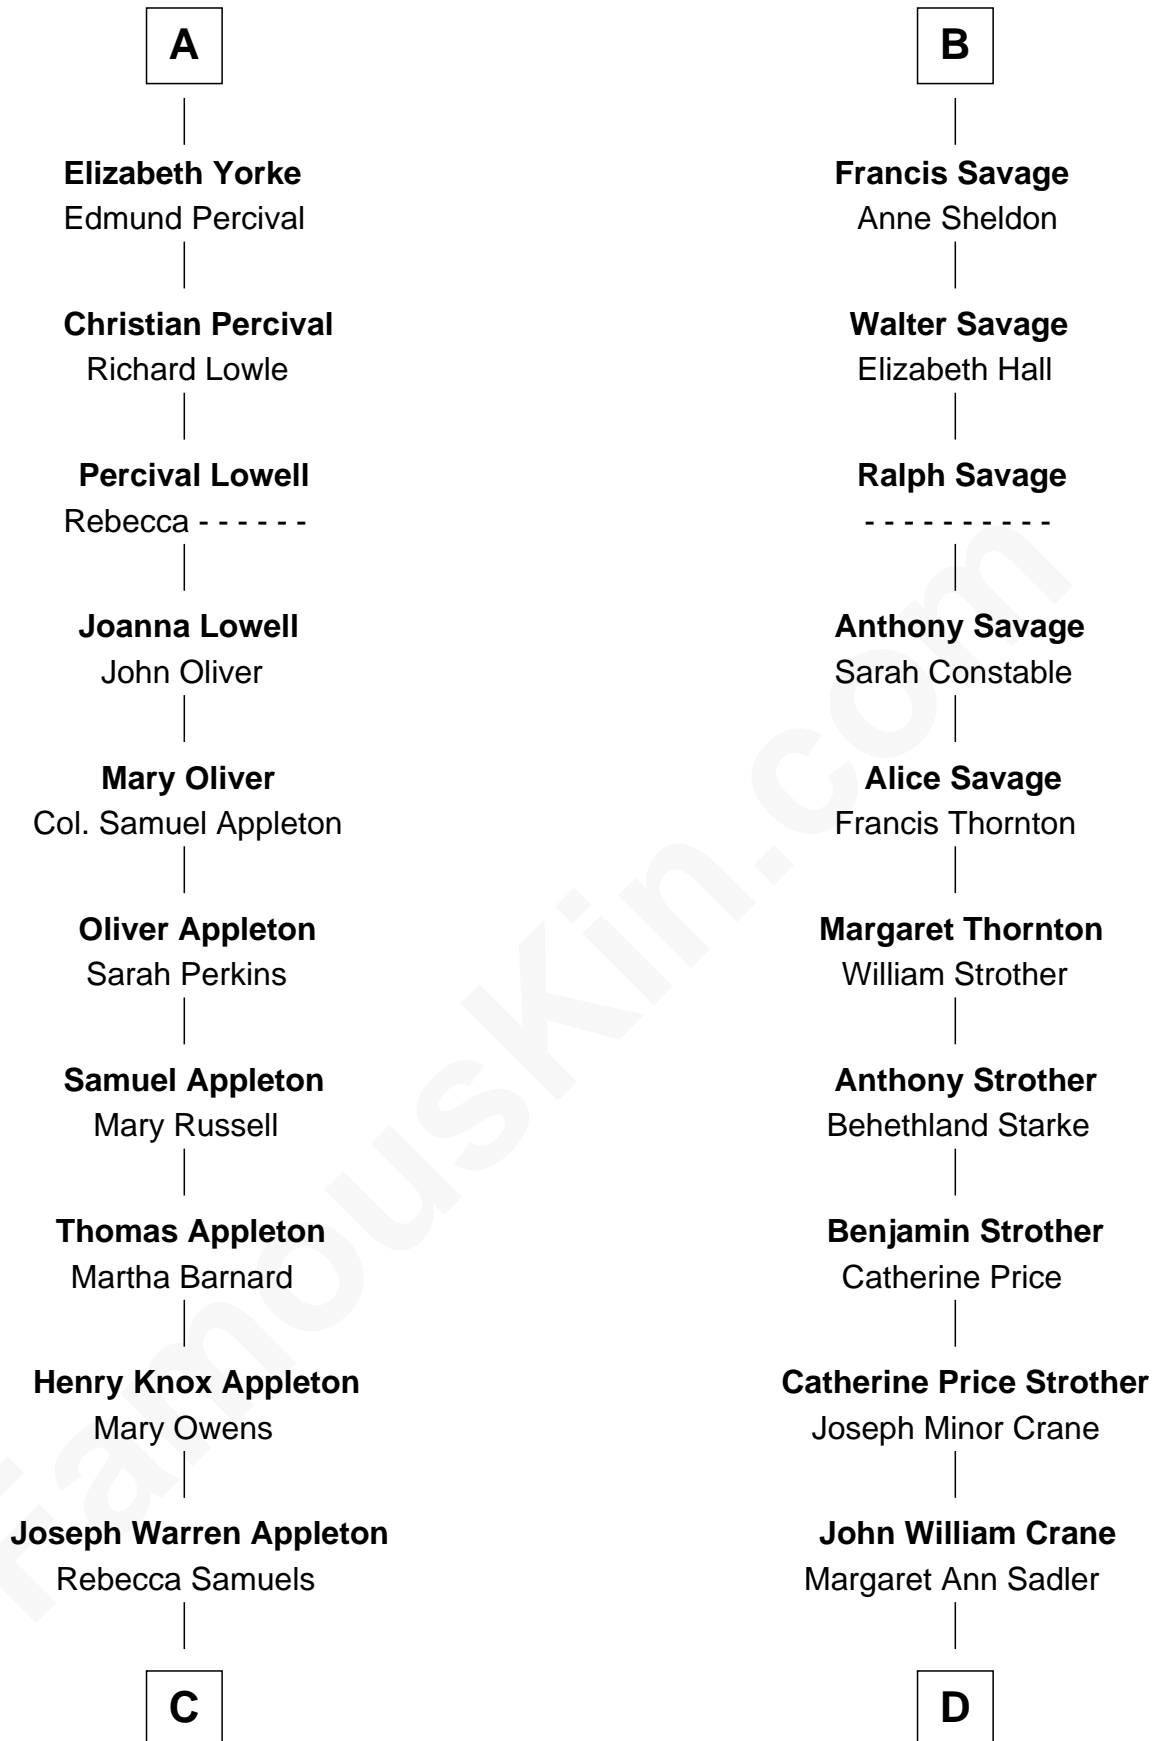 A
Elizabeth Yorke
Edmund Percival
Christian Percival
Richard Lowle
Percival Lowell
Rebecca - - - - - -
Joanna Lowell
John Oliver
Mary Oliver
Col. Samuel Appleton
Oliver Appleton
Sarah Perkins
Samuel Appleton
Mary Russell
Thomas Appleton
Martha Barnard
Henry Knox Appleton
Mary Owens
Joseph Warren Appleton
Rebecca Samuels
C
B
Francis Savage
Anne Sheldon
Walter Savage
Elizabeth Hall
Ralph Savage
- - - - - - - - - -
Anthony Savage
Sarah Constable
Alice Savage
Francis Thornton
Margaret Thornton
William Strother
Anthony Strother
Behethland Starke
Benjamin Strother
Catherine Price
Catherine Price Strother
Joseph Minor Crane
John William Crane
Margaret Ann Sadler
D
FamousKin.com